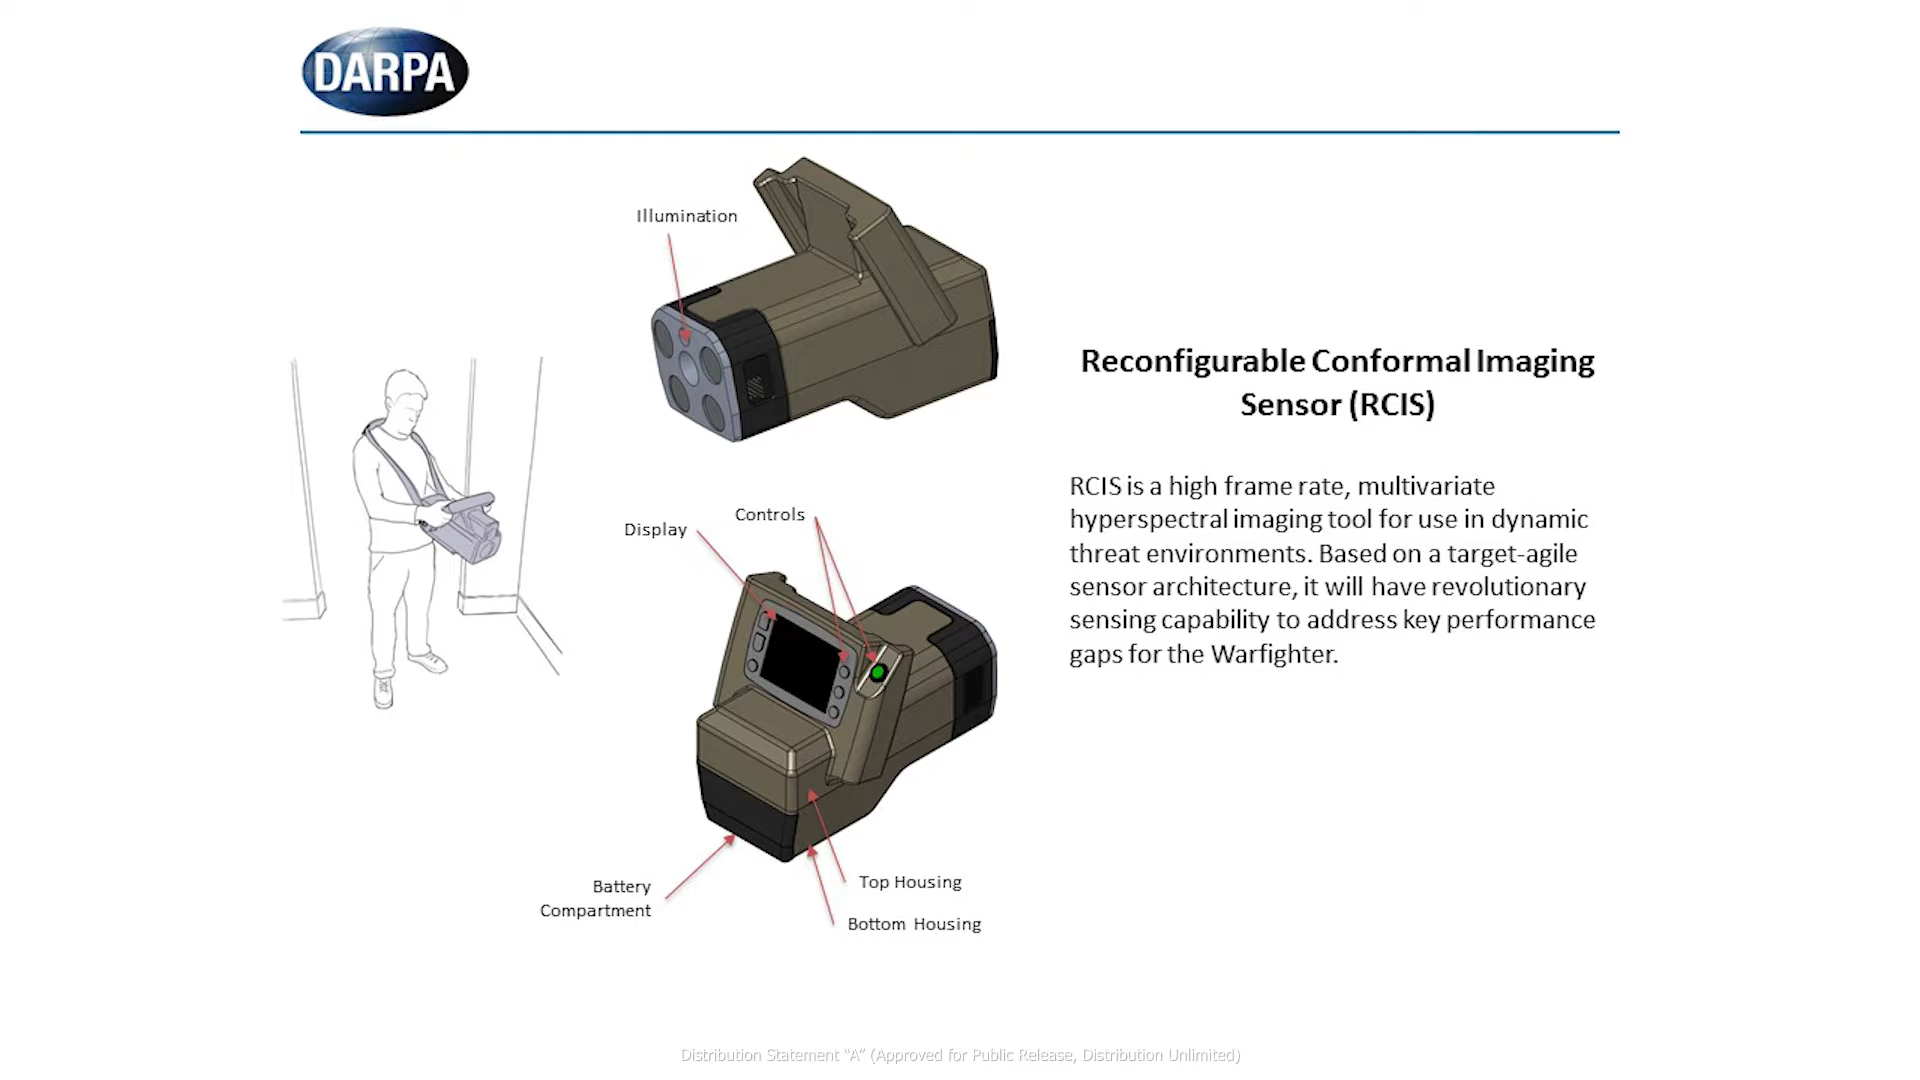 DARPA
Illumination
Reconfigurable Conformal Imaging
Sensor (RCIS)
RCIS is a high frame rate, multivariate
hyperspectral imaging tool for use in dynamic
threat environments. Based on a target-agile
sensor architecture, it will have revolutionary
sensing capability to address key performance
gaps for the Warfighter.
Controls
Display
Battery
Compartment
Top Housing
Bottom Housing
Distribution Statement “A” (Approved for Public Release, Distribution Unlimited)